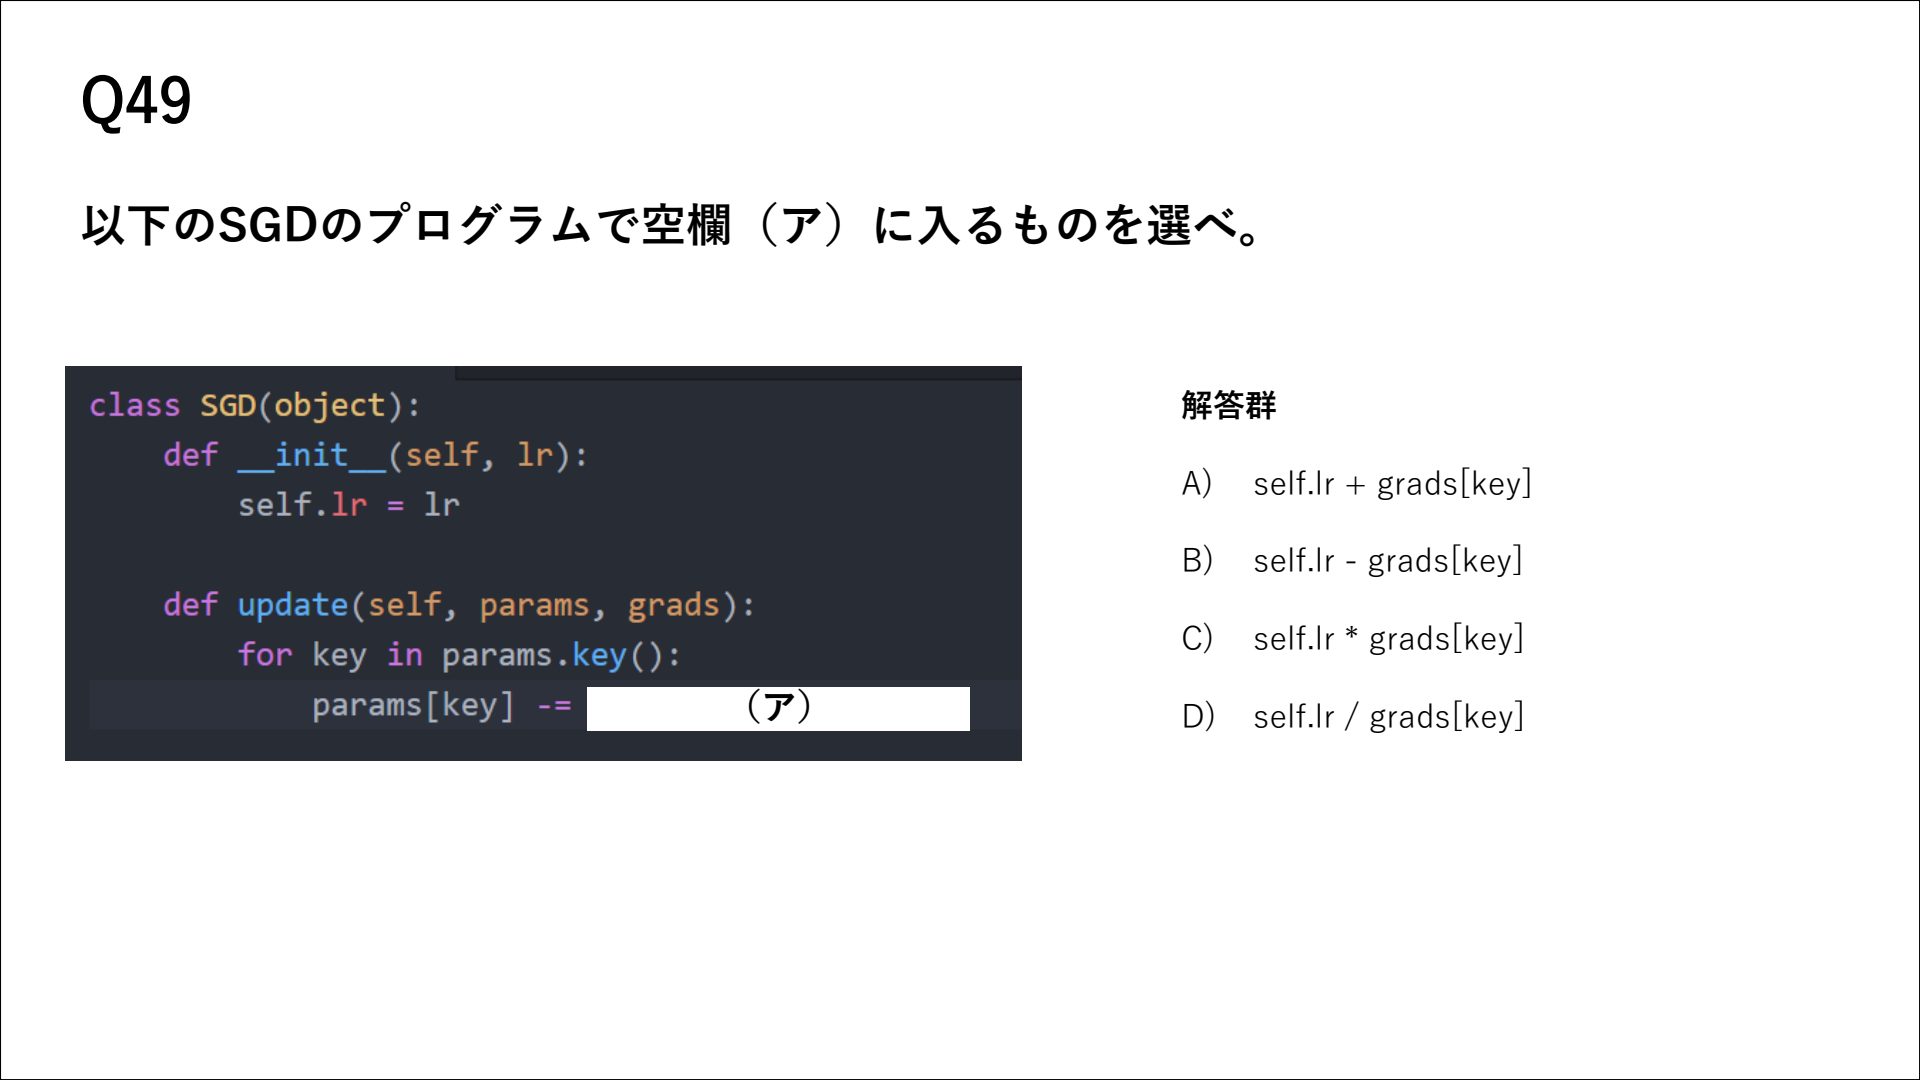 Q49
以下のSGDのプログラムで空欄（ア）に入るものを選べ。
class SGD(object):
    def __init__(self, lr):
        self.lr = lr
    def update(self, params, grads):
        for key in params.key():
            params[key] -= （ア）
解答群
A) self.lr + grads[key]
B) self.lr - grads[key]
C) self.lr * grads[key]
D) self.lr / grads[key]